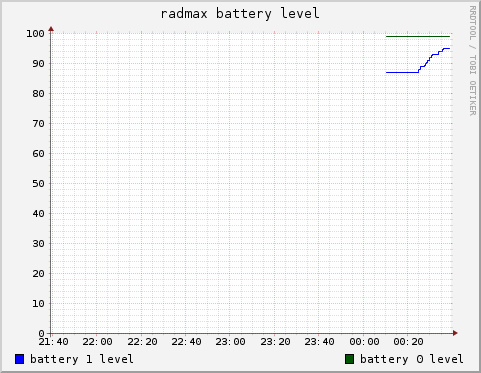 radmax battery level
RRDTOOL / TOBI OETIKER
100
90
80
70
60
50
40
30
20
10
0
21:40 22:00 22:20 22:40 23:00 23:20 23:40 00:00 00:20
battery 1 level battery 0 level